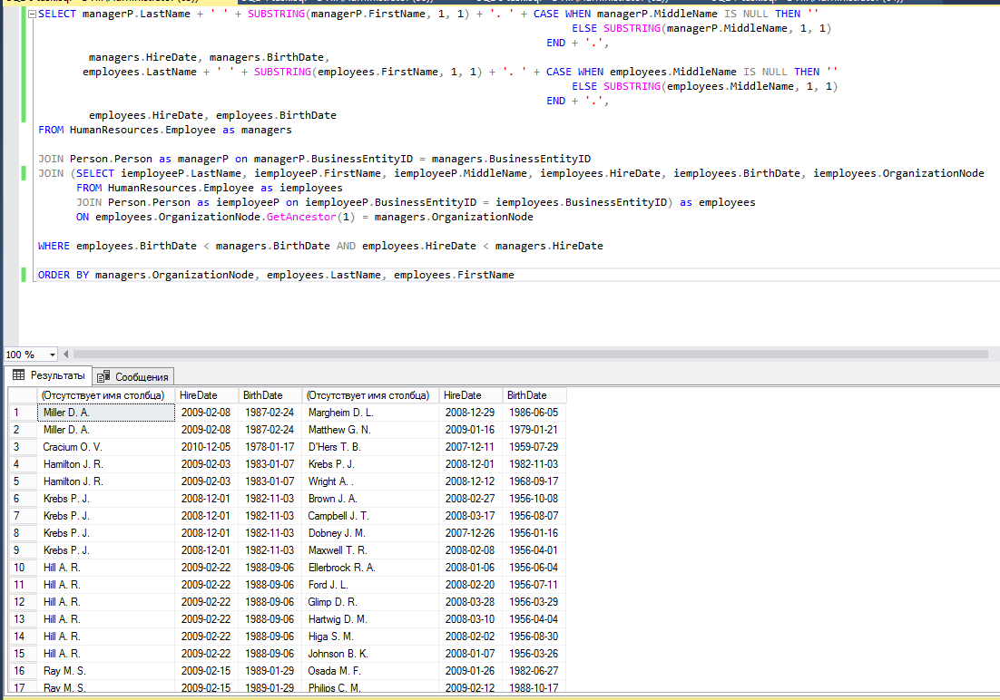 SELECT managerP.LastName + ' ' + SUBSTRING(managerP.FirstName, 1, 1) + '. ' + CASE WHEN managerP.MiddleName IS NULL THEN ''
ELSE SUBSTRING(managerP.MiddleName, 1, 1)
END + '.',
managers.HireDate, managers.BirthDate,
employees.LastName + ' ' + SUBSTRING(employees.FirstName, 1, 1) + '. ' + CASE WHEN employees.MiddleName IS NULL THEN ''
ELSE SUBSTRING(employees.MiddleName, 1, 1)
END + '.',
employees.HireDate, employees.BirthDate
FROM HumanResources.Employee as managers
JOIN Person.Person as managerP on managerP.BusinessEntityID = managers.BusinessEntityID
JOIN (SELECT iemployeeP.LastName, iemployeeP.FirstName, iemployeeP.MiddleName, iemployees.HireDate, iemployees.BirthDate, iemployees.OrganizationNode
FROM HumanResources.Employee as iemployees
JOIN Person.Person as iemployeeP on iemployeeP.BusinessEntityID = iemployees.BusinessEntityID) as employees
ON employees.OrganizationNode.GetAncestor(1) = managers.OrganizationNode
WHERE employees.BirthDate < managers.BirthDate AND employees.HireDate < managers.HireDate
ORDER BY managers.OrganizationNode, employees.LastName, employees.FirstName
100 %
Результаты Сообщения
(Отсутствует имя столбца) HireDate BirthDate (Отсутствует имя столбца) HireDate BirthDate
1 Miller D. A. 2009-02-08 1987-02-24 Margheim D. L. 2008-12-29 1986-06-05
2 Miller D. A. 2009-02-08 1987-02-24 Matthew G. N. 2009-01-16 1979-01-21
3 Cracium O. V. 2010-12-05 1978-01-17 D'Hers T. B. 2007-12-11 1959-07-29
4 Hamilton J. R. 2009-02-03 1983-01-07 Krebs P. J. 2008-12-01 1982-11-03
5 Hamilton J. R. 2009-02-03 1983-01-07 Wright A. . 2008-12-12 1968-09-17
6 Krebs P. J. 2008-12-01 1982-11-03 Brown J. A. 2008-02-27 1956-10-08
7 Krebs P. J. 2008-12-01 1982-11-03 Campbell J. T. 2008-03-17 1956-08-07
8 Krebs P. J. 2008-12-01 1982-11-03 Dobney J. M. 2007-12-26 1956-01-16
9 Krebs P. J. 2008-12-01 1982-11-03 Maxwell T. R. 2008-02-08 1956-04-01
10 Hill A. R. 2009-02-22 1988-09-06 Ellerbrock R. A. 2008-01-06 1956-06-04
11 Hill A. R. 2009-02-22 1988-09-06 Ford J. L. 2008-02-20 1956-07-11
12 Hill A. R. 2009-02-22 1988-09-06 Glimp D. R. 2008-03-28 1956-03-29
13 Hill A. R. 2009-02-22 1988-09-06 Hartwig D. M. 2008-03-10 1956-04-04
14 Hill A. R. 2009-02-22 1988-09-06 Higa S. M. 2008-02-02 1956-08-30
15 Hill A. R. 2009-02-22 1988-09-06 Johnson B. K. 2008-01-07 1956-03-26
16 Ray M. S. 2009-02-15 1989-01-29 Osada M. F. 2009-01-26 1982-06-27
17 Ray M. S. 2009-02-15 1989-01-29 Philips C. M. 2009-02-12 1988-10-17